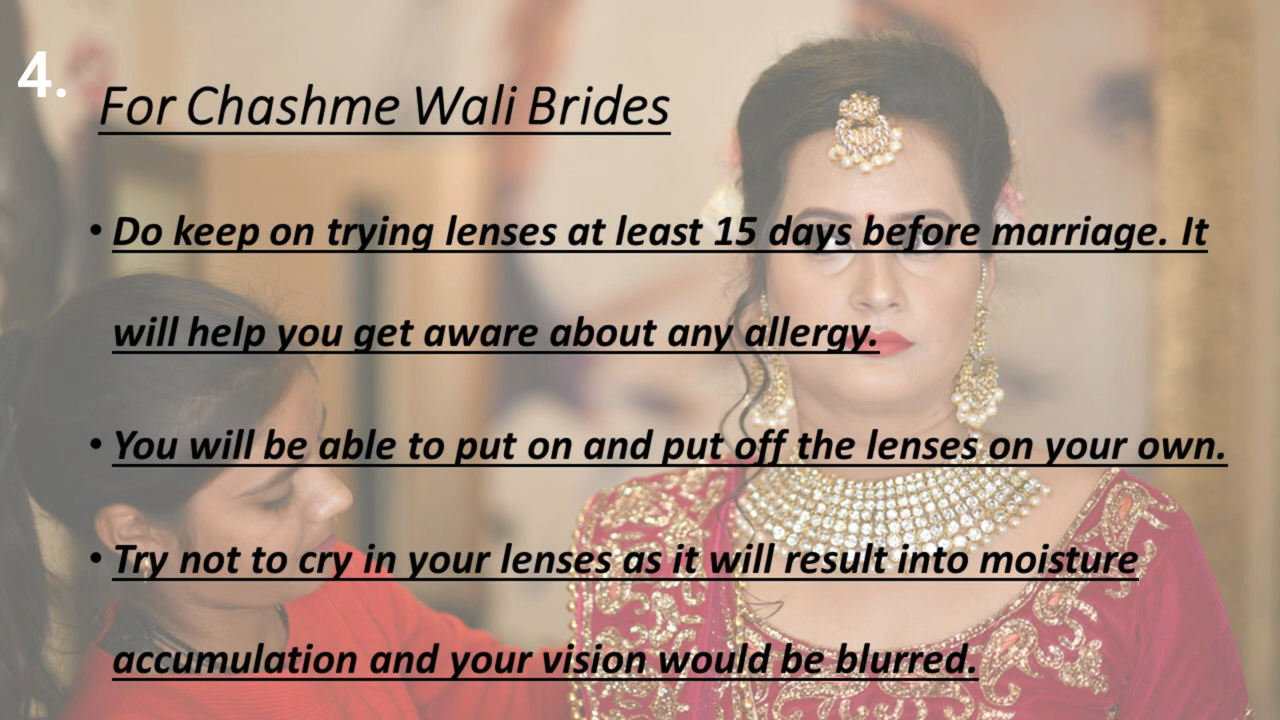 4.
For Chashme Wali Brides
• Do keep on trying lenses at least 15 days before marriage. It
will help you get aware about any allergy.
• You will be able to put on and put off the lenses on your own.
• Try not to cry in your lenses as it will result into moisture
accumulation and your vision would be blurred.